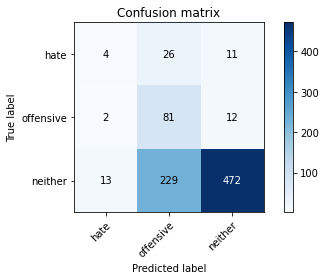 Confusion matrix
True label
hate 4 26 11
offensive 2 81 12
neither 13 229 472
hate offensive neither
Predicted label
400
300
200
100